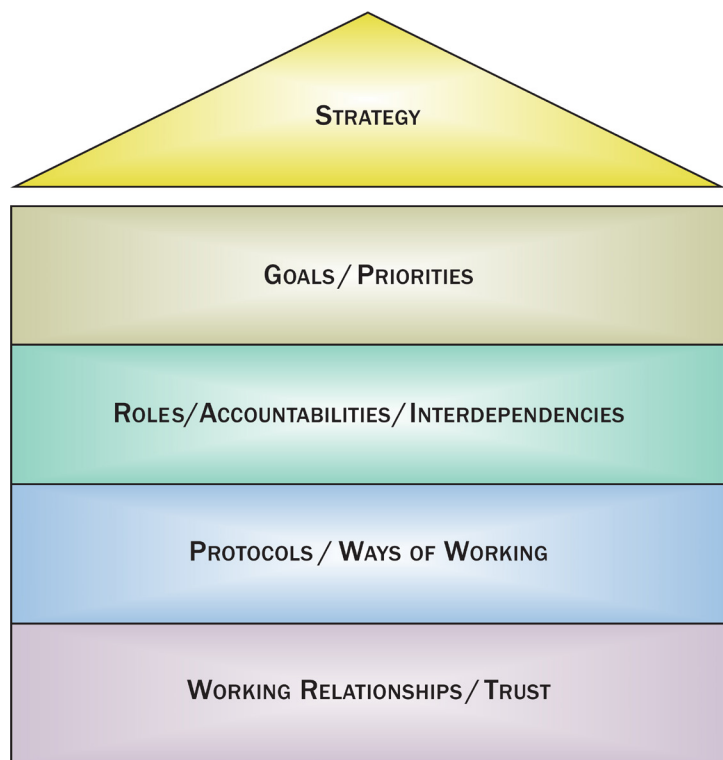 STRATEGY
GOALS / PRIORITIES
ROLES/ACCOUNTABILITIES/INTERDEPENDENCIES
PROTOCOLS / WAYS OF WORKING
WORKING RELATIONSHIPS / TRUST